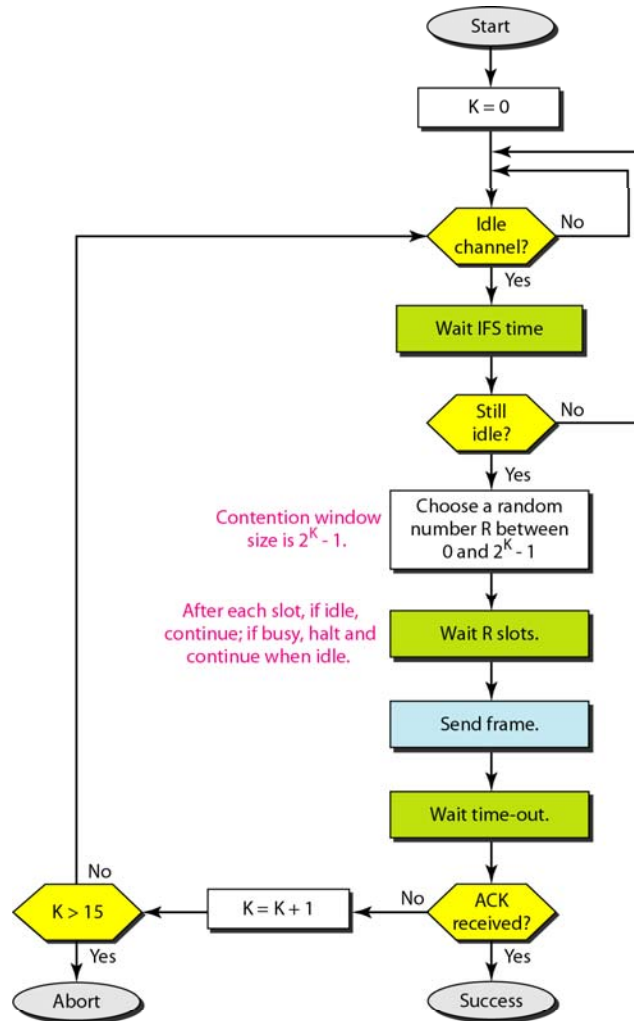 Start
K = 0
Idle
channel?
No
Yes
Wait IFS time
Still
idle?
No
Yes
Contention window
size is 2^K - 1.
Choose a random
number R between
0 and 2^K - 1
After each slot, if idle,
continue; if busy, halt and
continue when idle.
Wait R slots.
Send frame.
Wait time-out.
ACK
received?
No
Yes
K = K + 1
K > 15
No
Yes
Abort
Success